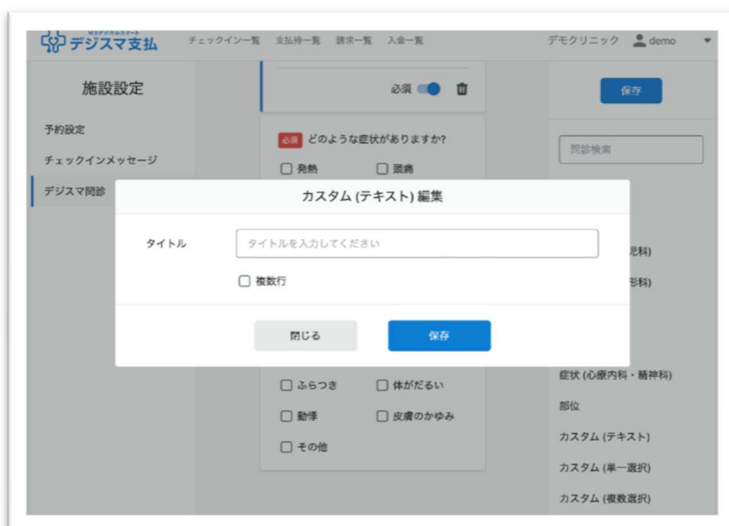 デジスマ支払
チェックイン一覧 支払待一覧 請求一覧 入金一覧
デモクリニック demo
施設設定
予約設定
チェックインメッセージ
デジスマ問診
必須
必須 どのような症状がありますか?
発熱 頭痛
保存
問診検索
児科)
形科)
カスタム (テキスト) 編集
タイトル タイトルを入力してください
複数行
閉じる 保存
ふらつき 体がだるい
動悸 皮膚のかゆみ
その他
症状 (心療内科・精神科)
部位
カスタム (テキスト)
カスタム (単一選択)
カスタム (複数選択)